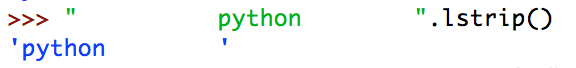 >>> "          python        ".lstrip()
'python        '